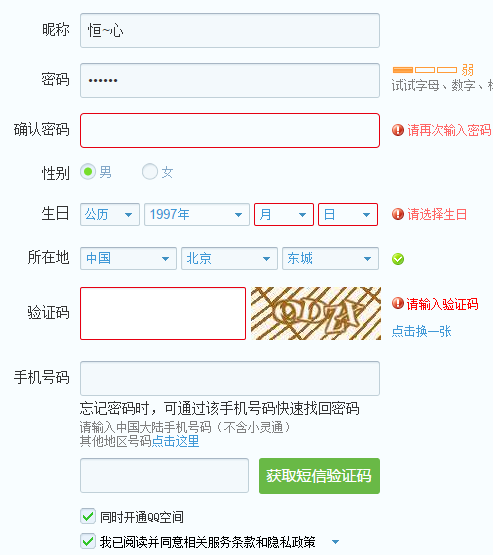 昵称 恒~心
密码 •••••• 弱
试试字母、数字、
确认密码 请再次输入密码
性别 男 女
生日 公历 1997年 月 日 请选择生日
所在地 中国 北京 东城
验证码 请输入验证码
点击换一张
手机号码
忘记密码时，可通过该手机号码快速找回密码
请输入中国大陆手机号码（不含小灵通）
其他地区号码点击这里
获取短信验证码
同时开通QQ空间
我已阅读并同意相关服务条款和隐私政策